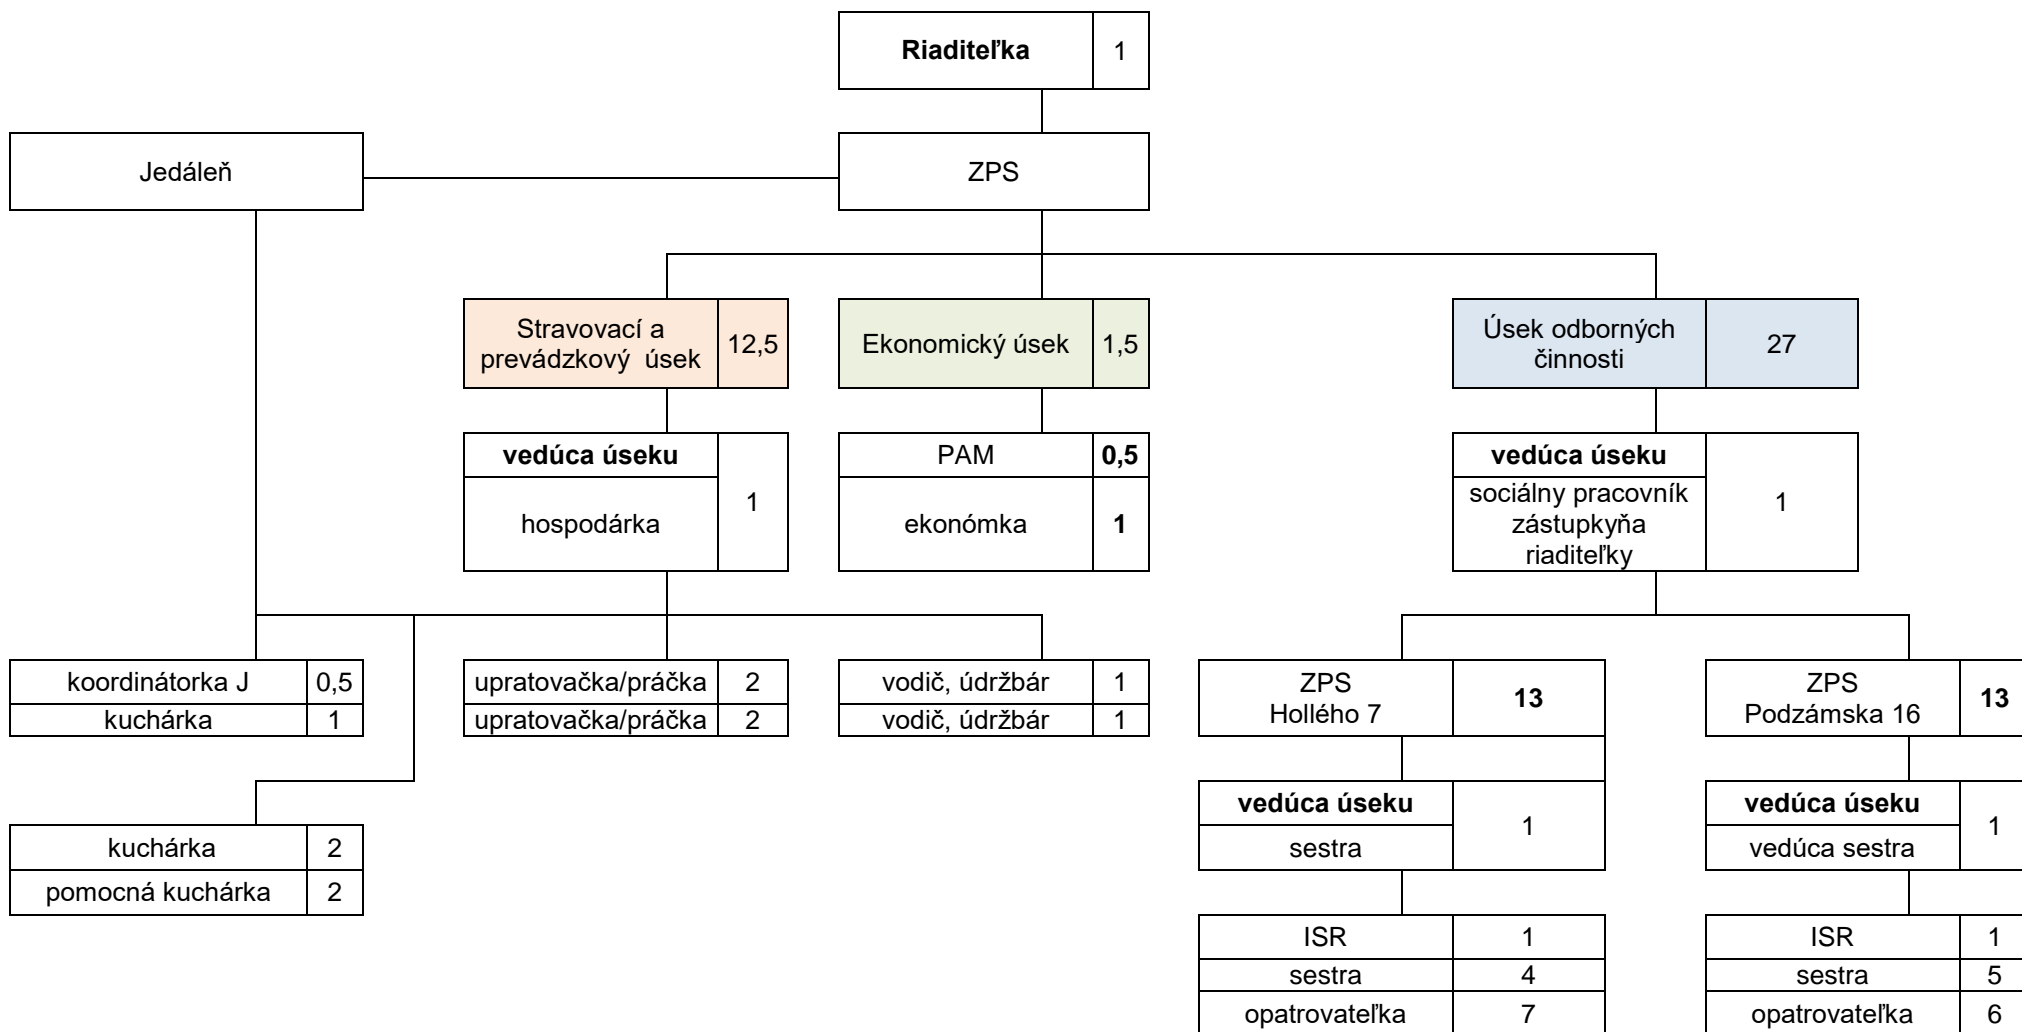 Riaditeľka 1
Jedáleň
ZPS
Stravovací a
prevádzkový úsek 12,5
Ekonomický úsek 1,5
Úsek odborných
činnosti 27
vedúca úseku
hospodárka 1
PAM 0,5
ekonómka 1
vedúca úseku
sociálny pracovník
zástupkyňa
riaditeľky 1
koordinátorka J 0,5
kuchárka 1
upratovačka/práčka 2
upratovačka/práčka 2
vodič, údržbár 1
vodič, údržbár 1
ZPS
Hollého 7 13
ZPS
Podzámska 16 13
kuchárka 2
pomocná kuchárka 2
vedúca úseku
sestra 1
vedúca úseku
vedúca sestra 1
ISR 1
sestra 4
opatrovateľka 7
ISR 1
sestra 5
opatrovateľka 6